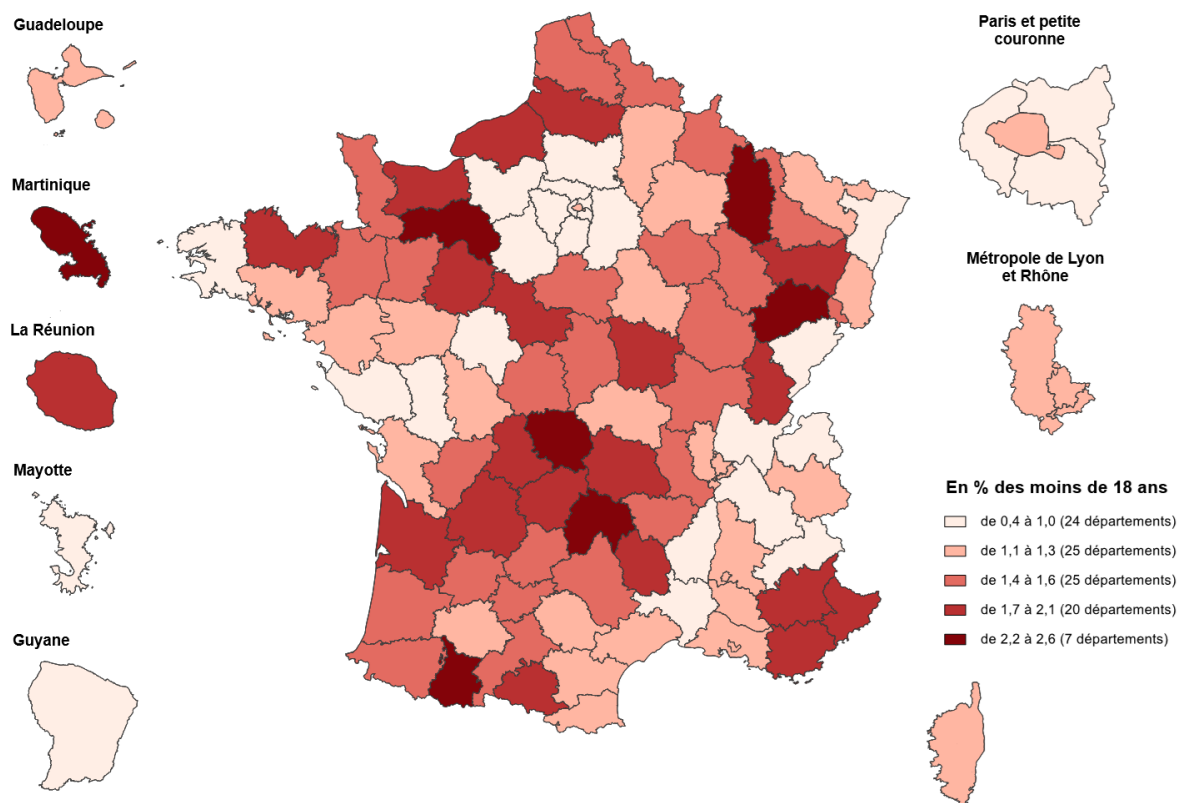 Guadeloupe
Martinique
La Réunion
Mayotte
Guyane
Paris et petite
couronne
Métropole de Lyon
et Rhône
En % des moins de 18 ans
de 0,4 à 1,0 (24 départements)
de 1,1 à 1,3 (25 départements)
de 1,4 à 1,6 (25 départements)
de 1,7 à 2,1 (20 départements)
de 2,2 à 2,6 (7 départements)